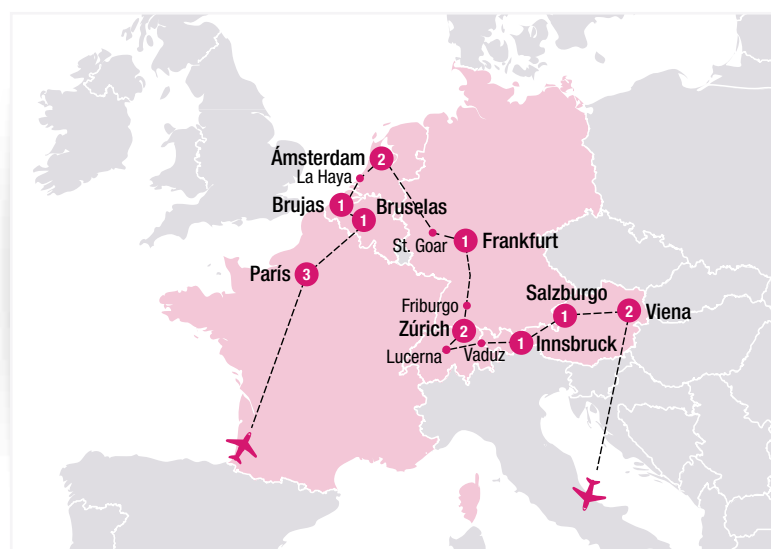 Ámsterdam 2
La Haya
Brujas 1
1 Bruselas
St. Goar
1 Frankfurt
París 3
Friburgo
Salzburgo
1
2 Viena
Zúrich 2
Lucerna
Vaduz
1 Innsbruck